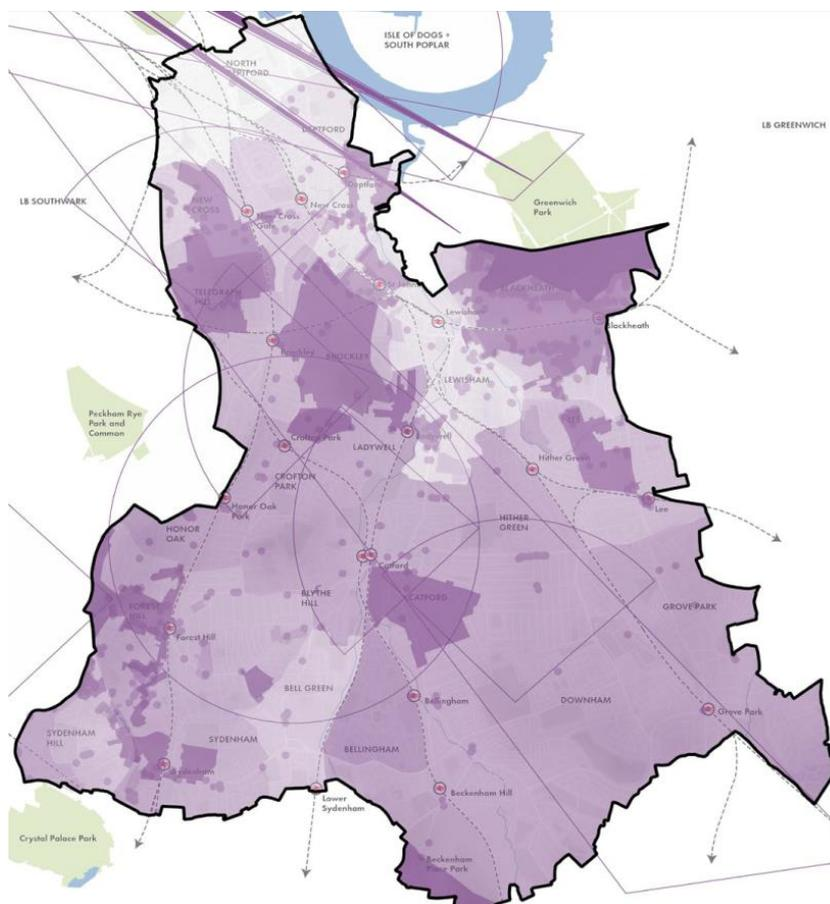 ISLE OF DOGS +
SOUTH POPLAR
NORTH
DEPTFORD
LB GREENWICH
DEPTFORD
Deptford
LB SOUTHWARK
NEW
CROSS
New Cross
Gate
New Cross
Greenwich
Park
TELEGRAPH
HILL
St Johns
BLACKHEATH
Lewisham
Blackheath
Brockley
BROCKLEY
LEWISHAM
Peckham Rye
Park and
Common
LEE
Crofton Park
LADYWELL
Ladywell
Hither Green
CROFTON
PARK
Honor Oak
Park
Lee
HONOR
OAK
HITHER
GREEN
Catford
BLYTHE
HILL
CATFORD
GROVE PARK
FOREST
HILL
Forest Hill
BELL GREEN
Bellingham
DOWNHAM
Grove Park
SYDENHAM
HILL
SYDENHAM
BELLINGHAM
Sydenham
Lower
Sydenham
Beckenham Hill
Crystal Palace Park
Beckenham
Place Park